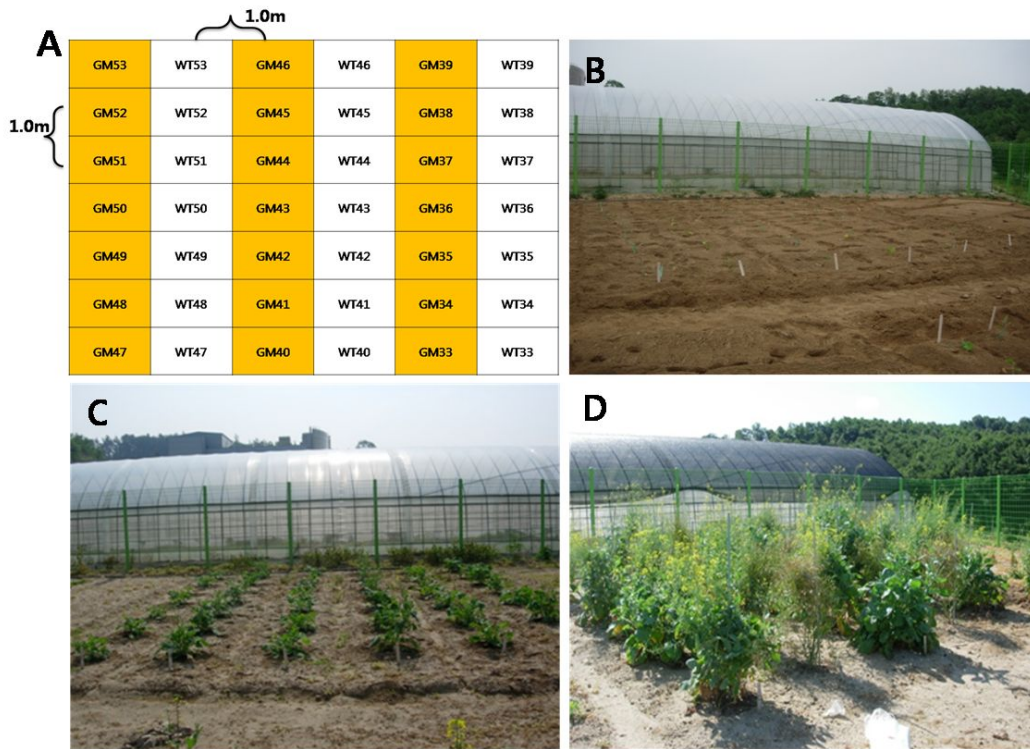 1.0m
A
GM53 WT53 GM46 WT46 GM39 WT39
B
GM52 WT52 GM45 WT45 GM38 WT38
1.0m
GM51 WT51 GM44 WT44 GM37 WT37
GM50 WT50 GM43 WT43 GM36 WT36
GM49 WT49 GM42 WT42 GM35 WT35
GM48 WT48 GM41 WT41 GM34 WT34
GM47 WT47 GM40 WT40 GM33 WT33
C
D